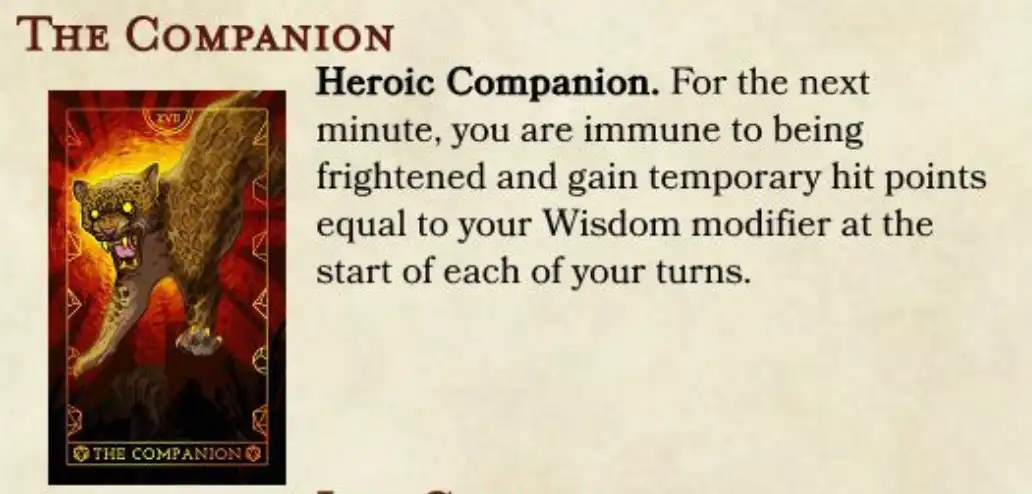 The Companion
Heroic Companion. For the next
minute, you are immune to being
frightened and gain temporary hit points
equal to your Wisdom modifier at the
start of each of your turns.
XVII
THE COMPANION